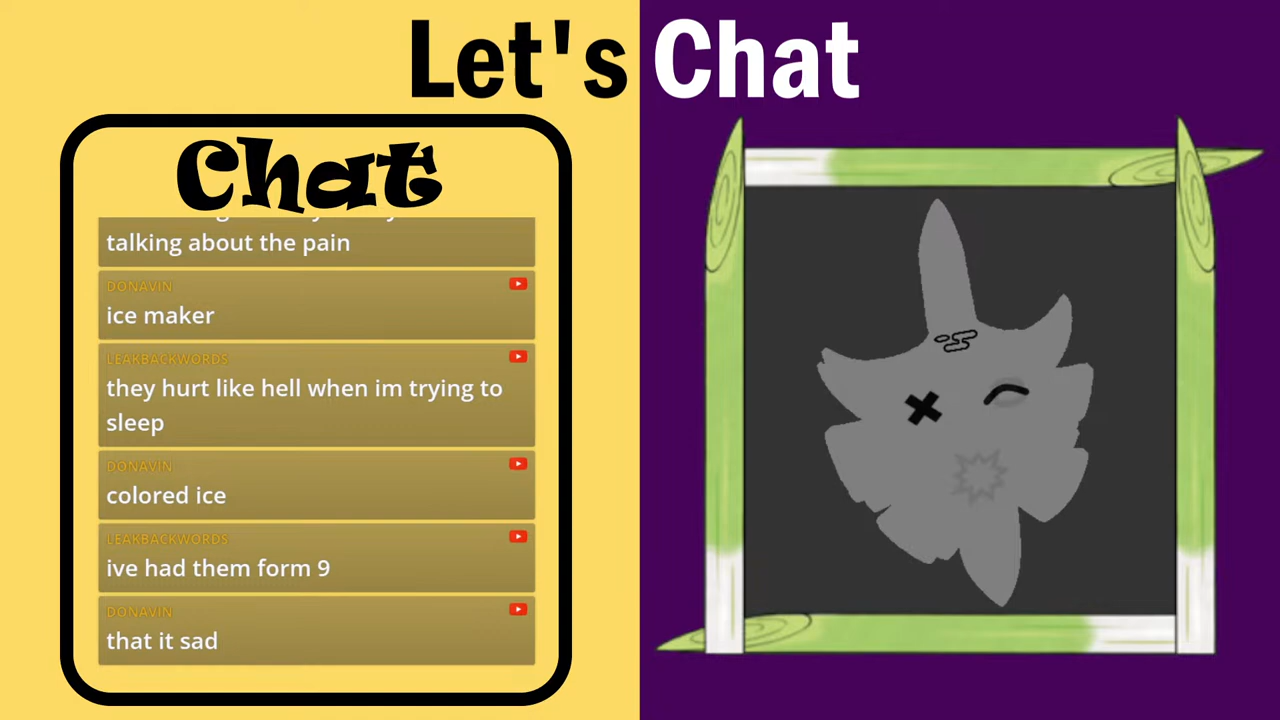 Let's Chat
Chat
talking about the pain
DONAVIN
ice maker
LEAKBACKWORDS
they hurt like hell when im trying to
sleep
DONAVIN
colored ice
LEAKBACKWORDS
ive had them form 9
DONAVIN
that it sad